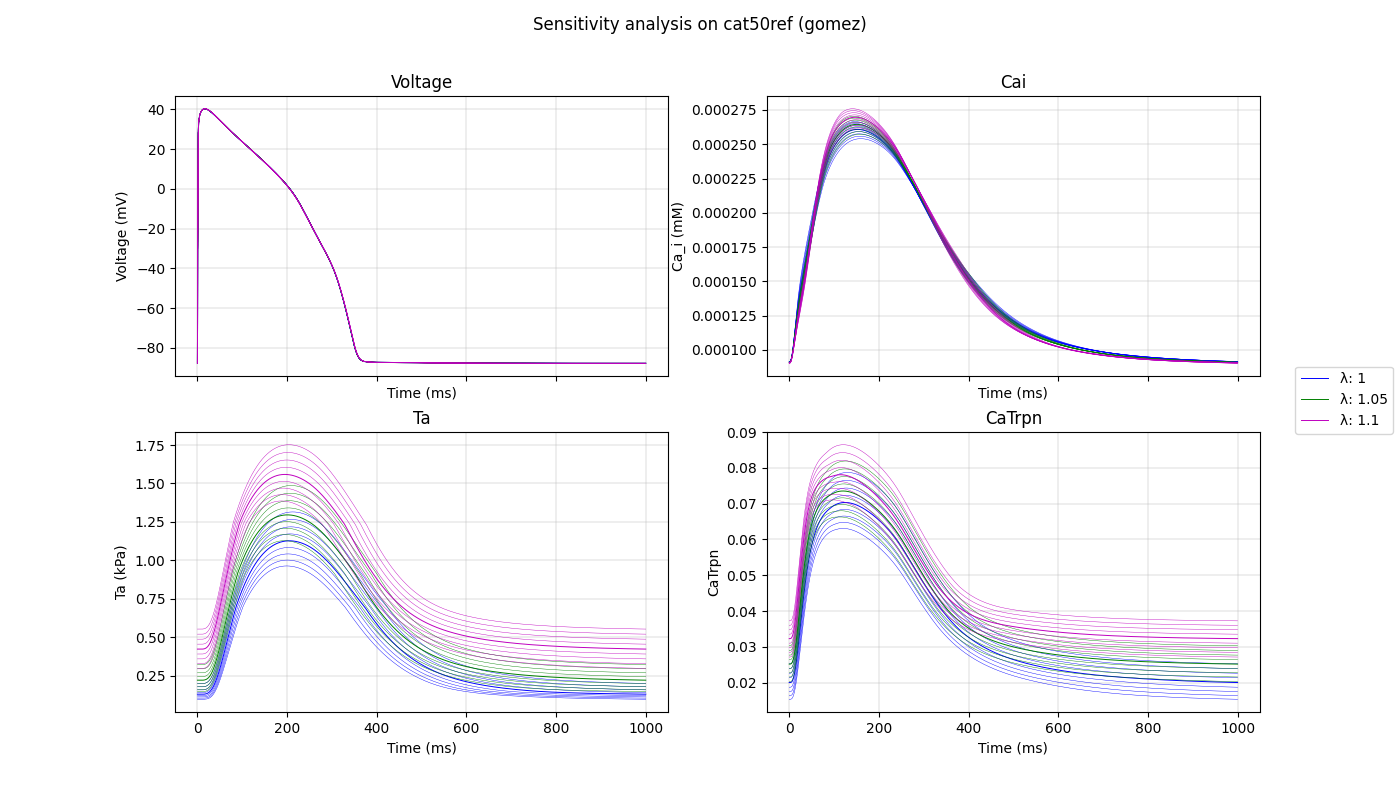 Sensitivity analysis on cat50ref (gomez)
Voltage
40
20
0
−20
−40
−60
−80
Voltage (mV)
Time (ms)
Cai
0.000275
0.000250
0.000225
0.000200
0.000175
0.000150
0.000125
0.000100
Ca_i (mM)
Time (ms)
λ: 1
λ: 1.05
λ: 1.1
Ta
1.75
1.50
1.25
1.00
0.75
0.50
0.25
Ta (kPa)
0 200 400 600 800 1000
Time (ms)
CaTrpn
0.09
0.08
0.07
0.06
0.05
0.04
0.03
0.02
CaTrpn
0 200 400 600 800 1000
Time (ms)